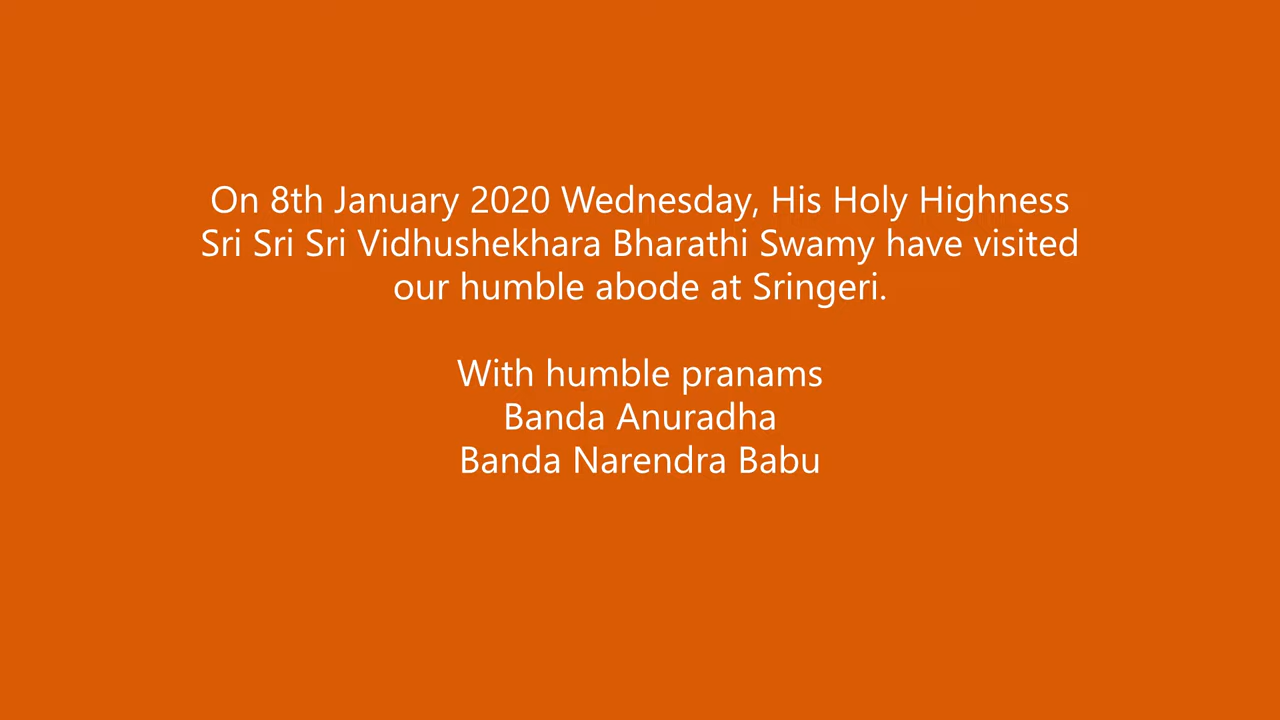 On 8th January 2020 Wednesday, His Holy Highness
Sri Sri Sri Vidhushekhara Bharathi Swamy have visited
our humble abode at Sringeri.
With humble pranams
Banda Anuradha
Banda Narendra Babu